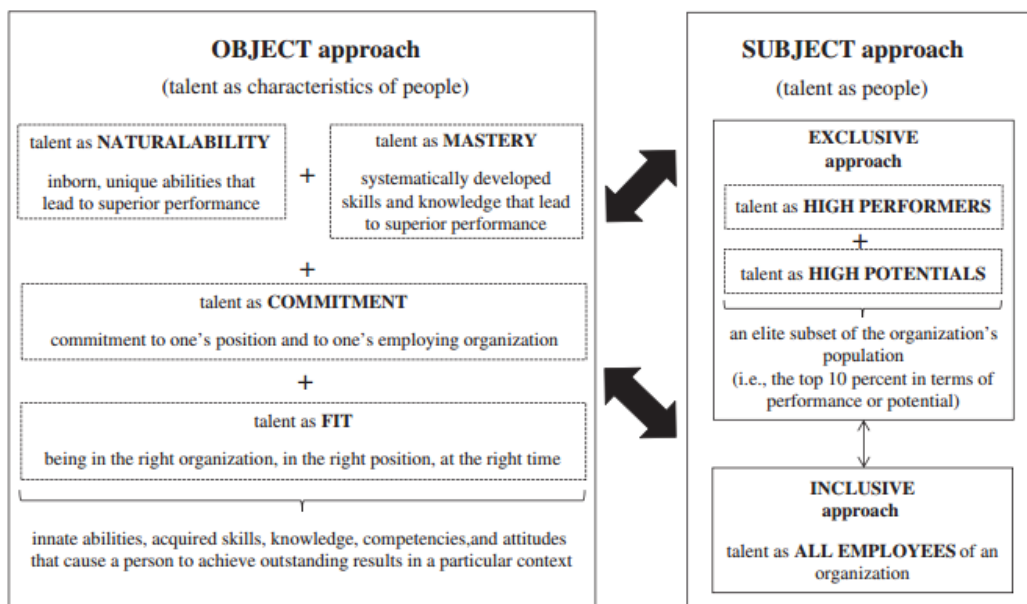 OBJECT approach
(talent as characteristics of people)
talent as NATURALABILITY
inborn, unique abilities that
lead to superior performance
+
talent as MASTERY
systematically developed
skills and knowledge that lead
to superior performance
+
talent as COMMITMENT
commitment to one's position and to one's employing organization
+
talent as FIT
being in the right organization, in the right position, at the right time
innate abilities, acquired skills, knowledge, competencies,and attitudes
that cause a person to achieve outstanding results in a particular context
SUBJECT approach
(talent as people)
EXCLUSIVE
approach
talent as HIGH PERFORMERS
+
talent as HIGH POTENTIALS
an elite subset of the organization's
population
(i.e., the top 10 percent in terms of
performance or potential)
INCLUSIVE
approach
talent as ALL EMPLOYEES of an
organization